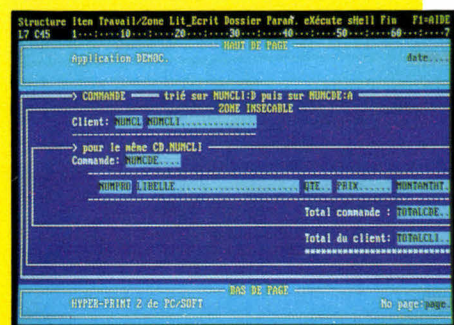 Structure Item Travail/Zone Lit_Ecrit Dossier Param. eXécute sHell Fin F1=AIDE
L7 C45 1...:....10...:....20...:....30...:....40...:....50...:....60...:....7
HAUT DE PAGE
Application DEMOC. date....
> COMMANDE trié sur NUMCLI:D puis sur NUMCDE:A
ZONE INSECABLE
Client: NUMCL NUMCLI..............
> pour le même CD.NUMCLI
Commande: NUMCDE....
NUMPRO LIBELLE...................... QTE.. PRIX...... MONTANTHT.
Total commande : TOTALCDE..
Total du client: TOTALCLI..
BAS DE PAGE
HYPER-PRINT 2 de PC/SOFT No page page.